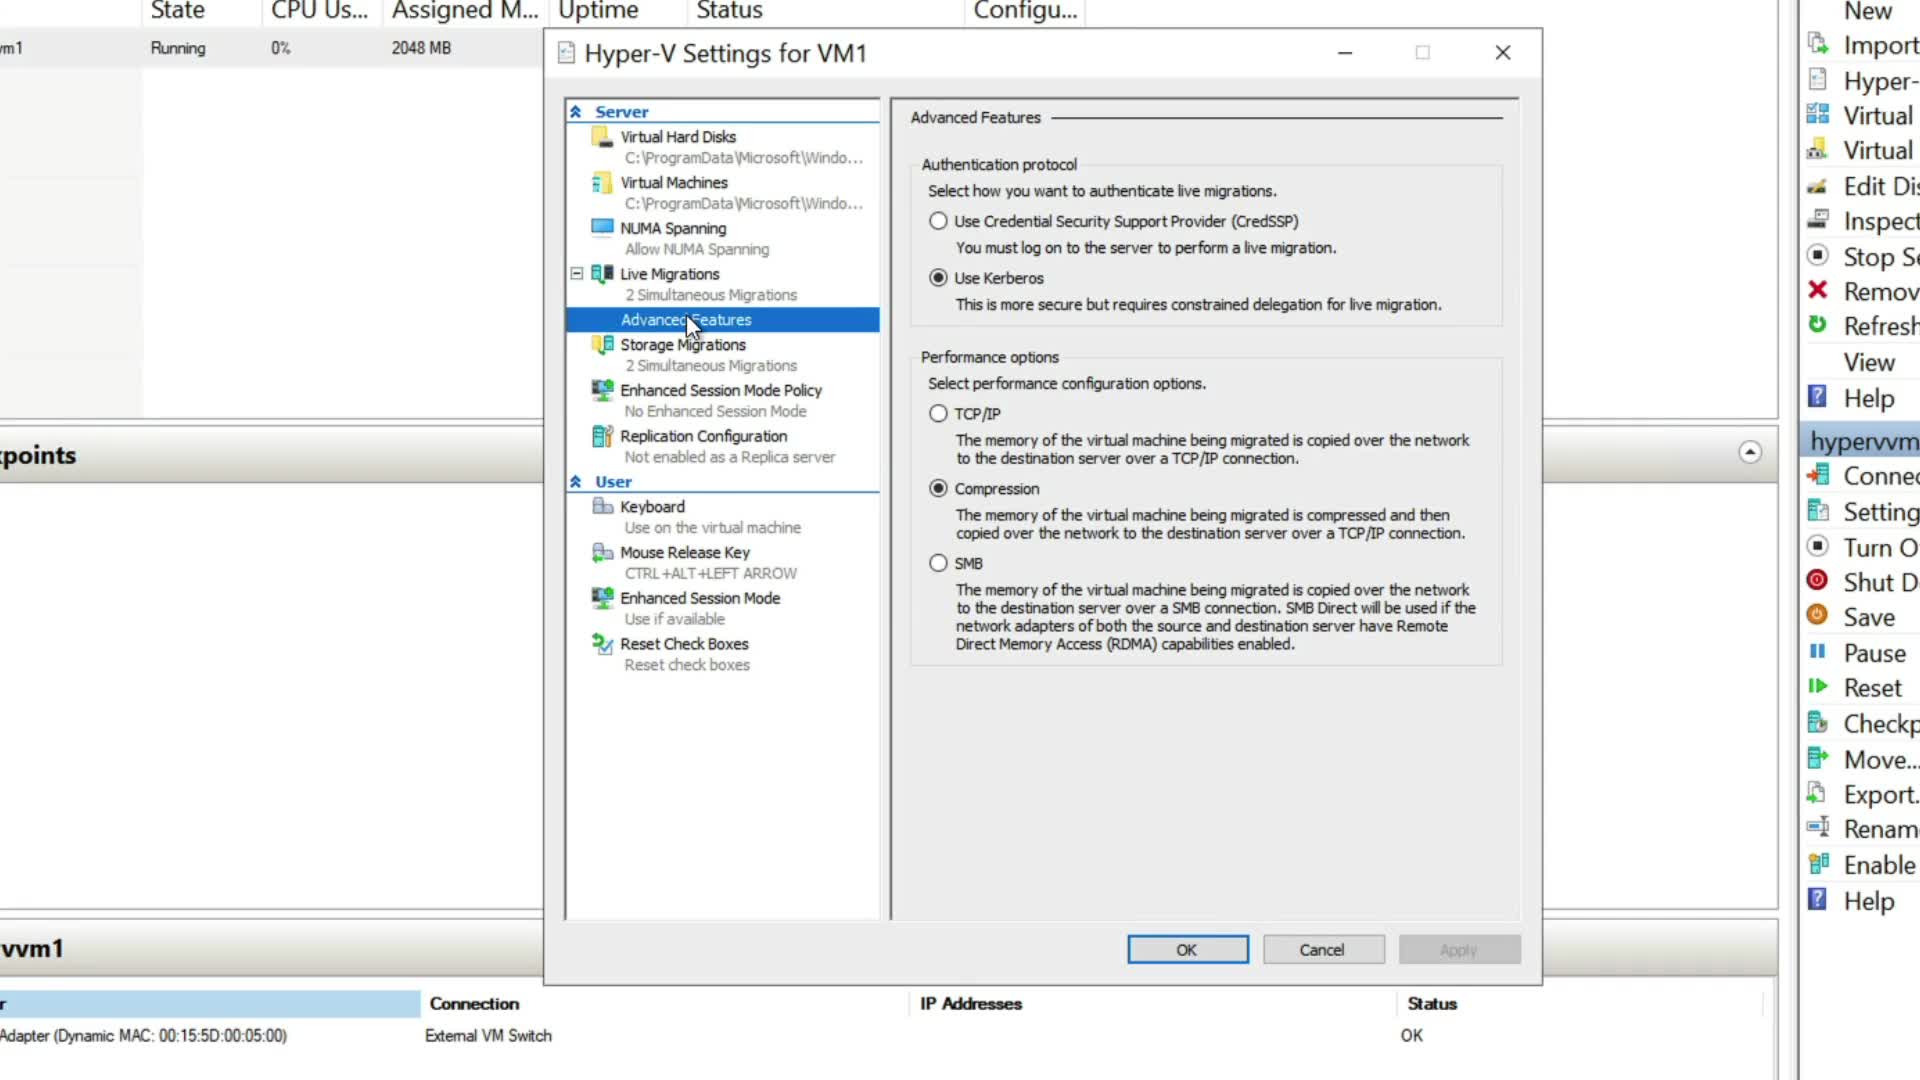 State CPU Us... Assigned M... Uptime Status Configu...
Running 0% 2048 MB
Hyper-V Settings for VM1
Server
Virtual Hard Disks
C:\ProgramData\Microsoft\Windo...
Virtual Machines
C:\ProgramData\Microsoft\Windo...
NUMA Spanning
Allow NUMA Spanning
Live Migrations
2 Simultaneous Migrations
Advanced Features
Storage Migrations
2 Simultaneous Migrations
Enhanced Session Mode Policy
No Enhanced Session Mode
Replication Configuration
Not enabled as a Replica server
User
Keyboard
Use on the virtual machine
Mouse Release Key
CTRL+ALT+LEFT ARROW
Enhanced Session Mode
Use if available
Reset Check Boxes
Reset check boxes
Advanced Features
Authentication protocol
Select how you want to authenticate live migrations.
Use Credential Security Support Provider (CredSSP)
You must log on to the server to perform a live migration.
Use Kerberos
This is more secure but requires constrained delegation for live migration.
Performance options
Select performance configuration options.
TCP/IP
The memory of the virtual machine being migrated is copied over the network
to the destination server over a TCP/IP connection.
Compression
The memory of the virtual machine being migrated is compressed and then
copied over the network to the destination server over a TCP/IP connection.
SMB
The memory of the virtual machine being migrated is copied over the network
to the destination server over a SMB connection. SMB Direct will be used if the
network adapters of both the source and destination server have Remote
Direct Memory Access (RDMA) capabilities enabled.
OK Cancel Apply
New
Import
Hyper-
Virtual
Virtual
Edit Dis
Inspect
Stop Se
Remov
Refresh
View
Help
hypervvm
Connec
Setting
Turn O
Shut D
Save
Pause
Reset
Checkp
Move...
Export.
Rename
Enable
Help
points
vvm1
Connection IP Addresses Status
Adapter (Dynamic MAC: 00:15:5D:00:05:00) External VM Switch OK